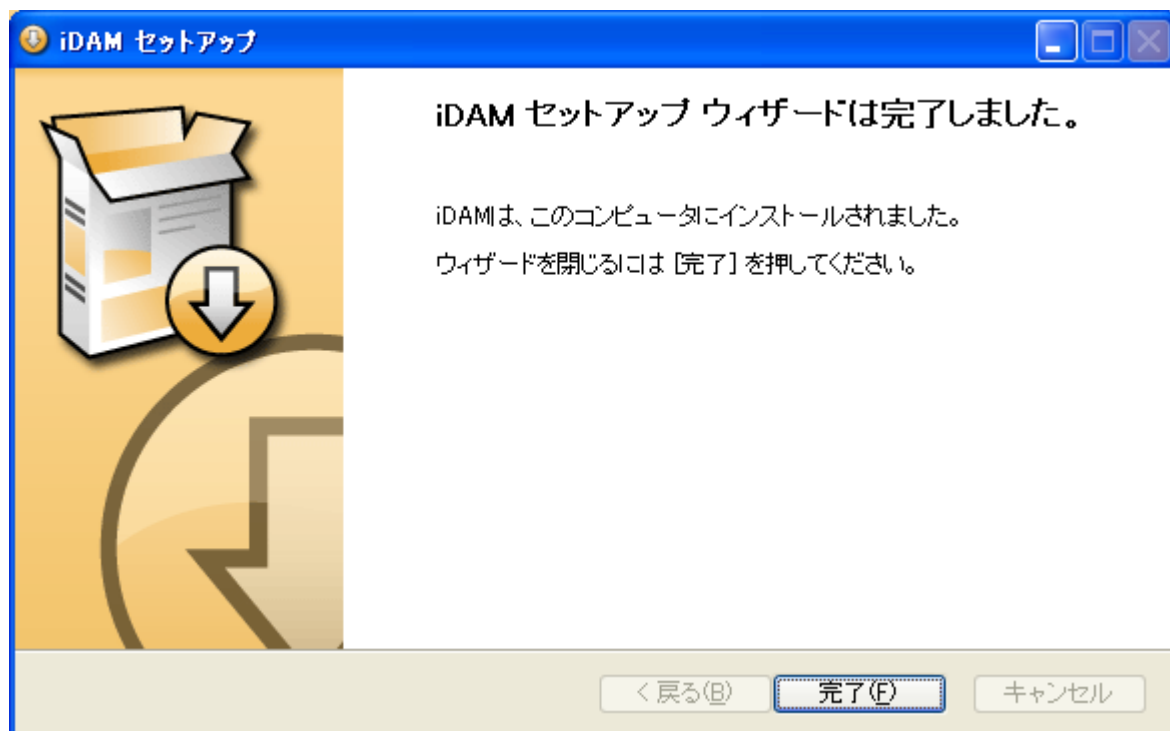 iDAM セットアップ
iDAM セットアップ ウィザードは完了しました。
iDAMは、このコンピュータにインストールされました。
ウィザードを閉じるには [完了] を押してください。
< 戻る(B) 完了(F) キャンセル